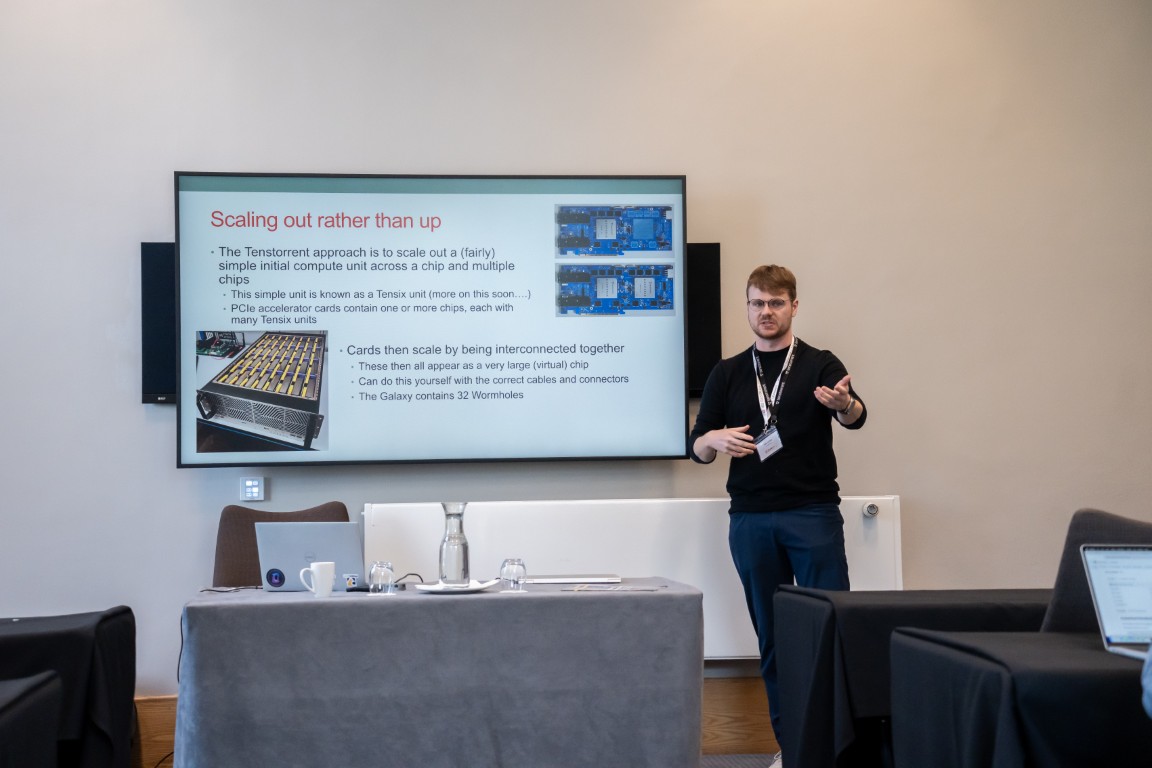 Scaling out rather than up
• The Tenstorrent approach is to scale out a (fairly)
simple initial compute unit across a chip and multiple
chips
• This simple unit is known as a Tensix unit (more on this soon….)
• PCIe accelerator cards contain one or more chips, each with
many Tensix units
• Cards then scale by being interconnected together
• These then all appear as a very large (virtual) chip
• Can do this yourself with the correct cables and connectors
• The Galaxy contains 32 Wormholes
DELL